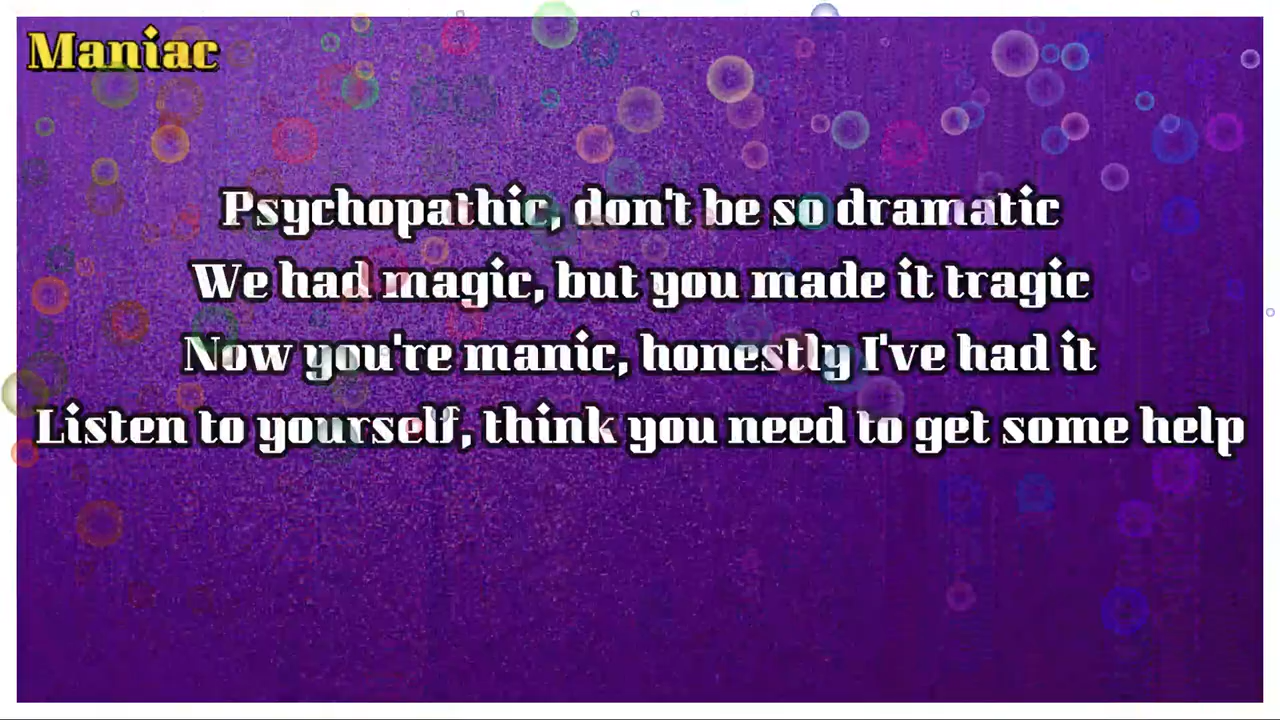 Maniac
Psychopathic, don't be so dramatic
We had magic, but you made it tragic
Now you're manic, honestly I've had it
Listen to yourself, think you need to get some help